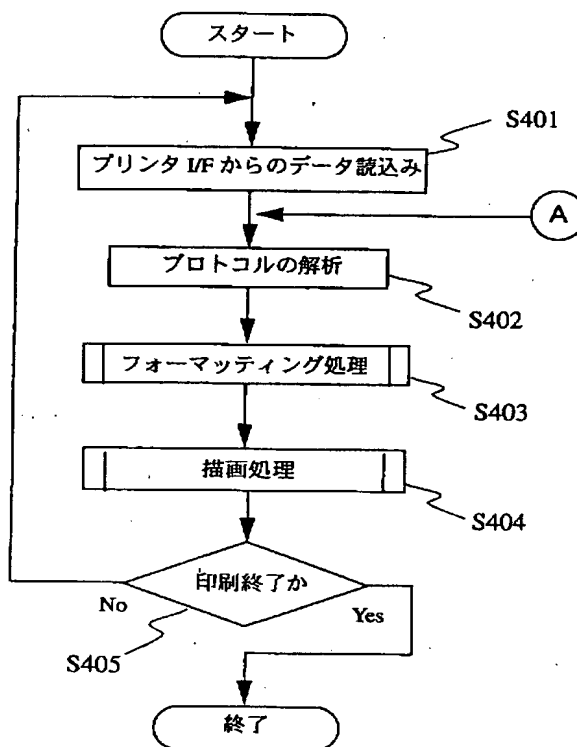 スタート
S401
プリンタ I/F からのデータ読込み
A
プロトコルの解析
S402
フォーマッティング処理
S403
描画処理
S404
印刷終了か
No
Yes
S405
終了